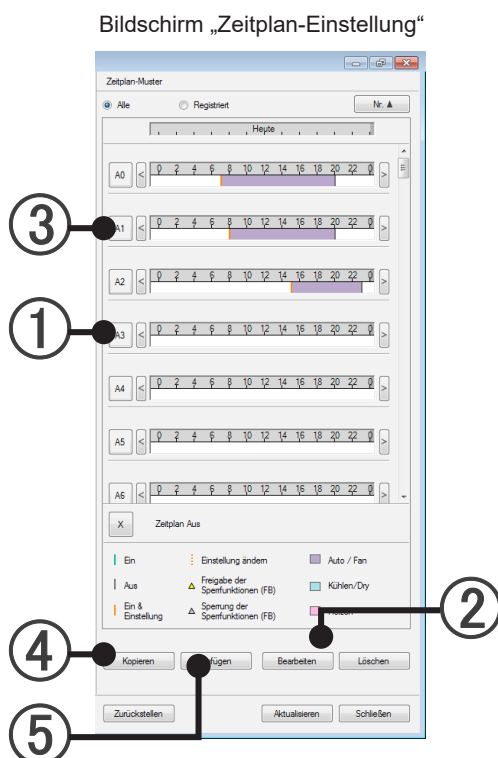 Bildschirm „Zeitplan-Einstellung“
Zeitplan-Muster
Alle Registriert Nr. ▲
Heute
A0 < 0 2 4 6 8 10 12 14 16 18 20 22 0 >
③ A1 < 0 2 4 6 8 10 12 14 16 18 20 22 0 >
A2 < 0 2 4 6 8 10 12 14 16 18 20 22 0 >
① A3 < 0 2 4 6 8 10 12 14 16 18 20 22 0 >
A4 < 0 2 4 6 8 10 12 14 16 18 20 22 0 >
A5 < 0 2 4 6 8 10 12 14 16 18 20 22 0 >
A6 < 0 2 4 6 8 10 12 14 16 18 20 22 0 >
X Zeitplan Aus
Ein Einstellung ändern Auto / Fan
Aus Freigabe der Sperrfunktionen (FB) Kühlen/Dry
Ein & Einstellung Sperrung der Sperrfunktionen (FB)
②
④ Kopieren fügen Bearbeiten Löschen
⑤ Zurückstellen Aktualisieren Schließen